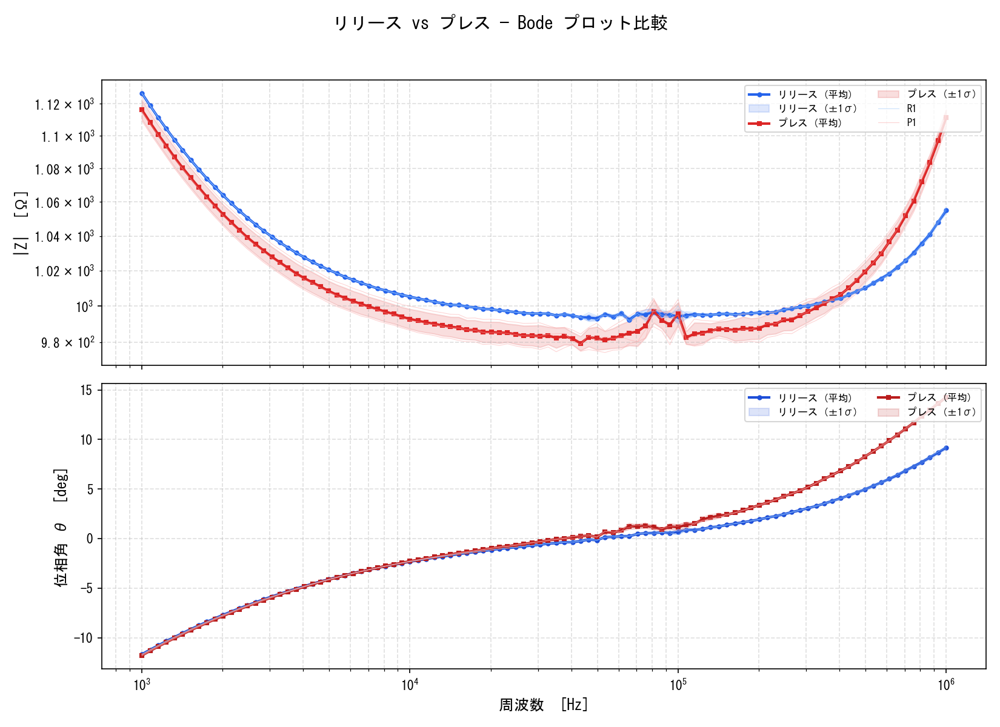 リリース vs プレス − Bode プロット比較
|Z| [Ω]
1.12 × 10³
1.1 × 10³
1.08 × 10³
1.06 × 10³
1.04 × 10³
1.02 × 10³
10³
9.8 × 10²
リリース (平均)
リリース (±1σ)
プレス (平均)
プレス (±1σ)
R1
P1
位相角 θ [deg]
15
10
5
0
−5
−10
リリース (平均)
リリース (±1σ)
プレス (平均)
プレス (±1σ)
10³ 10⁴ 10⁵ 10⁶
周波数 [Hz]